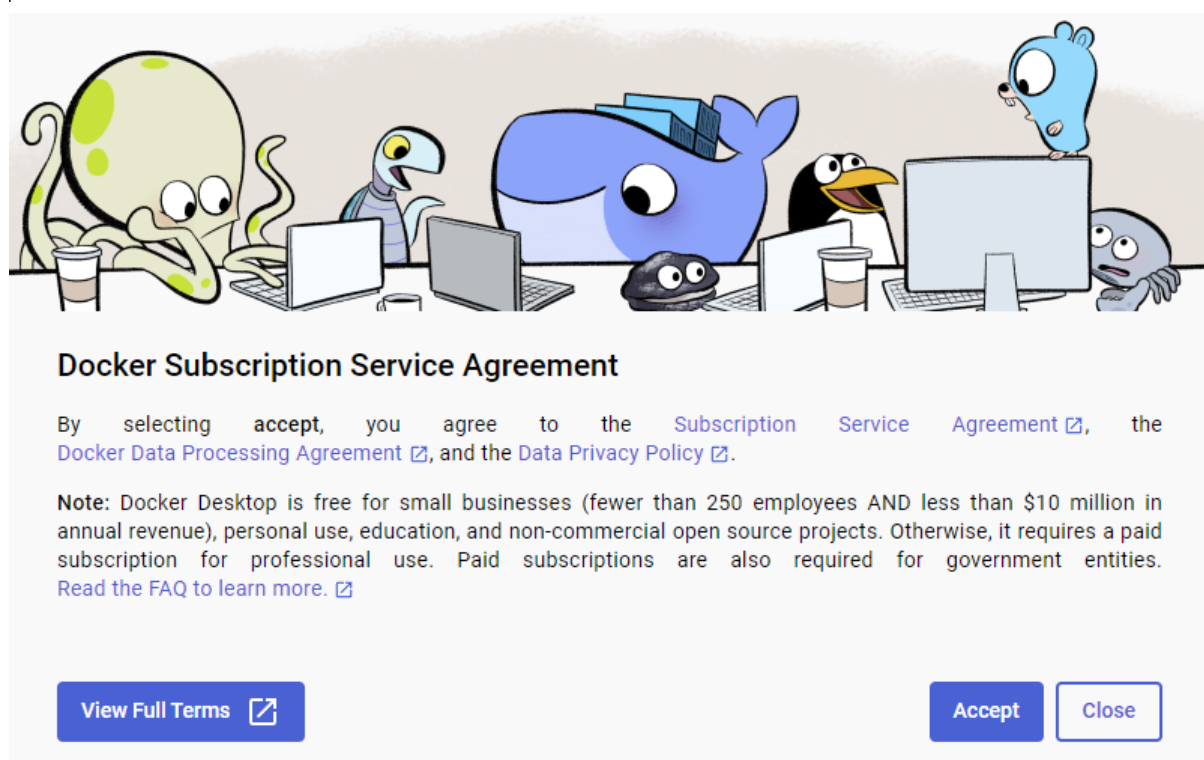 Docker Subscription Service Agreement
By selecting accept, you agree to the Subscription Service Agreement, the
Docker Data Processing Agreement, and the Data Privacy Policy.
Note: Docker Desktop is free for small businesses (fewer than 250 employees AND less than $10 million in
annual revenue), personal use, education, and non-commercial open source projects. Otherwise, it requires a paid
subscription for professional use. Paid subscriptions are also required for government entities.
Read the FAQ to learn more.
View Full Terms
Accept
Close